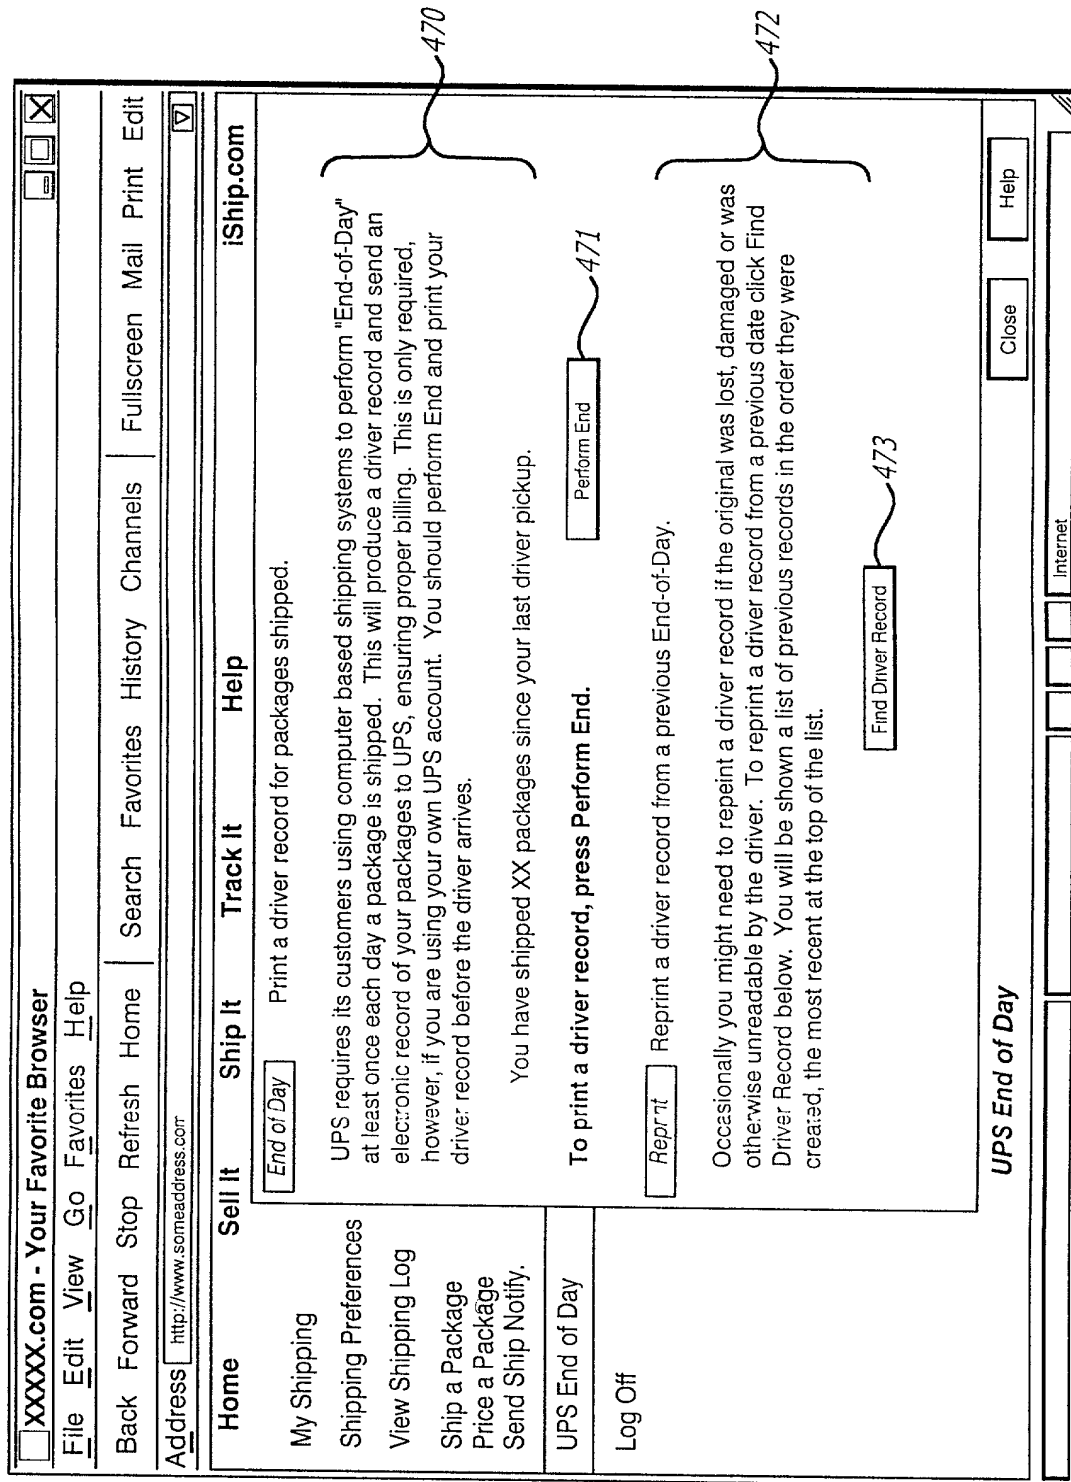 XXXXX.com - Your Favorite Browser
File Edit View Go Favorites Help
Back Forward Stop Refresh Home Search Favorites History Channels Fullscreen Mail Print Edit
Address http://www.someaddress.com
Home Sell It Ship It Track It Help iShip.com
My Shipping
Shipping Preferences
View Shipping Log
Ship a Package
Price a Package
Send Ship Notify.
UPS End of Day
Log Off
End of Day Print a driver record for packages shipped.
UPS requires its customers using computer based shipping systems to perform "End-of-Day"
at least once each day a package is shipped. This will produce a driver record and send an
electronic record of your packages to UPS, ensuring proper billing. This is only required,
however, if you are using your own UPS account. You should perform End and print your
driver record before the driver arrives.
470
You have shipped XX packages since your last driver pickup.
To print a driver record, press Perform End.
Perform End
471
Reprint Reprint a driver record from a previous End-of-Day.
Occasionally you might need to repeint a driver record if the original was lost, damaged or was
otherwise unreadable by the driver. To reprint a driver record from a previous date click Find
Driver Record below. You will be shown a list of previous records in the order they were
created, the most recent at the top of the list.
472
Find Driver Record
473
UPS End of Day
Close
Help
Internet